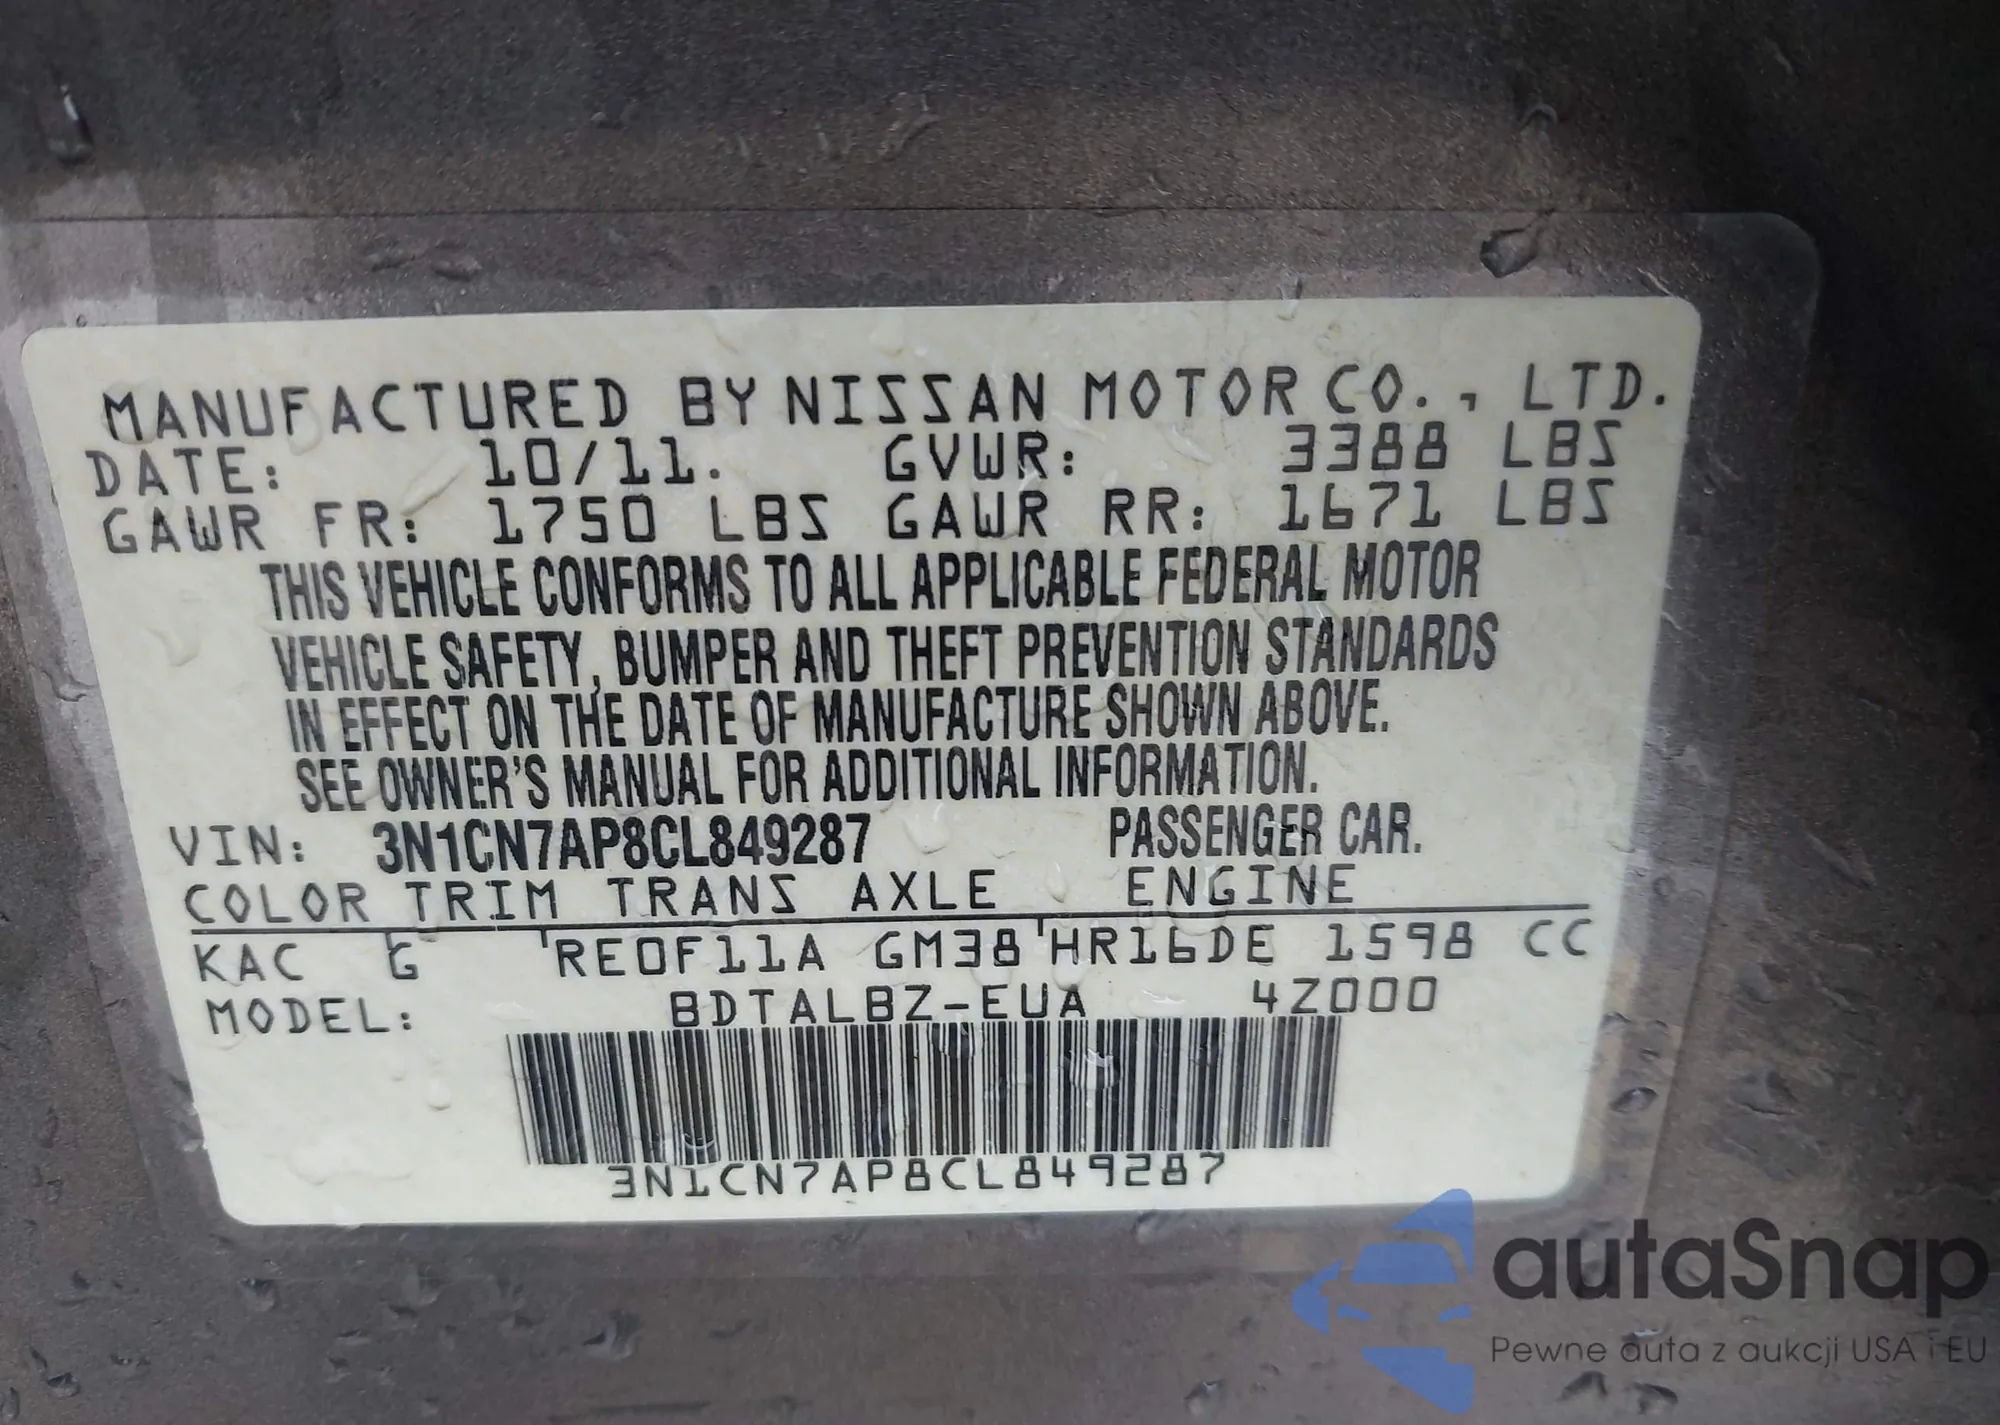 MANUFACTURED BY NISSAN MOTOR CO., LTD.
DATE: 10/11. GVWR: 3388 LBS
GAWR FR: 1750 LBS GAWR RR: 1671 LBS
THIS VEHICLE CONFORMS TO ALL APPLICABLE FEDERAL MOTOR
VEHICLE SAFETY, BUMPER AND THEFT PREVENTION STANDARDS
IN EFFECT ON THE DATE OF MANUFACTURE SHOWN ABOVE.
SEE OWNER'S MANUAL FOR ADDITIONAL INFORMATION.
VIN: 3N1CN7AP8CL849287 PASSENGER CAR.
COLOR TRIM TRANS AXLE ENGINE
KAC G RE0F11A GM38 HR16DE 1598 CC
MODEL: BDTALBZ-EUA 4Z000
3N1CN7AP8CL849287
autaSnap
Pewne auta z aukcji USA i EU